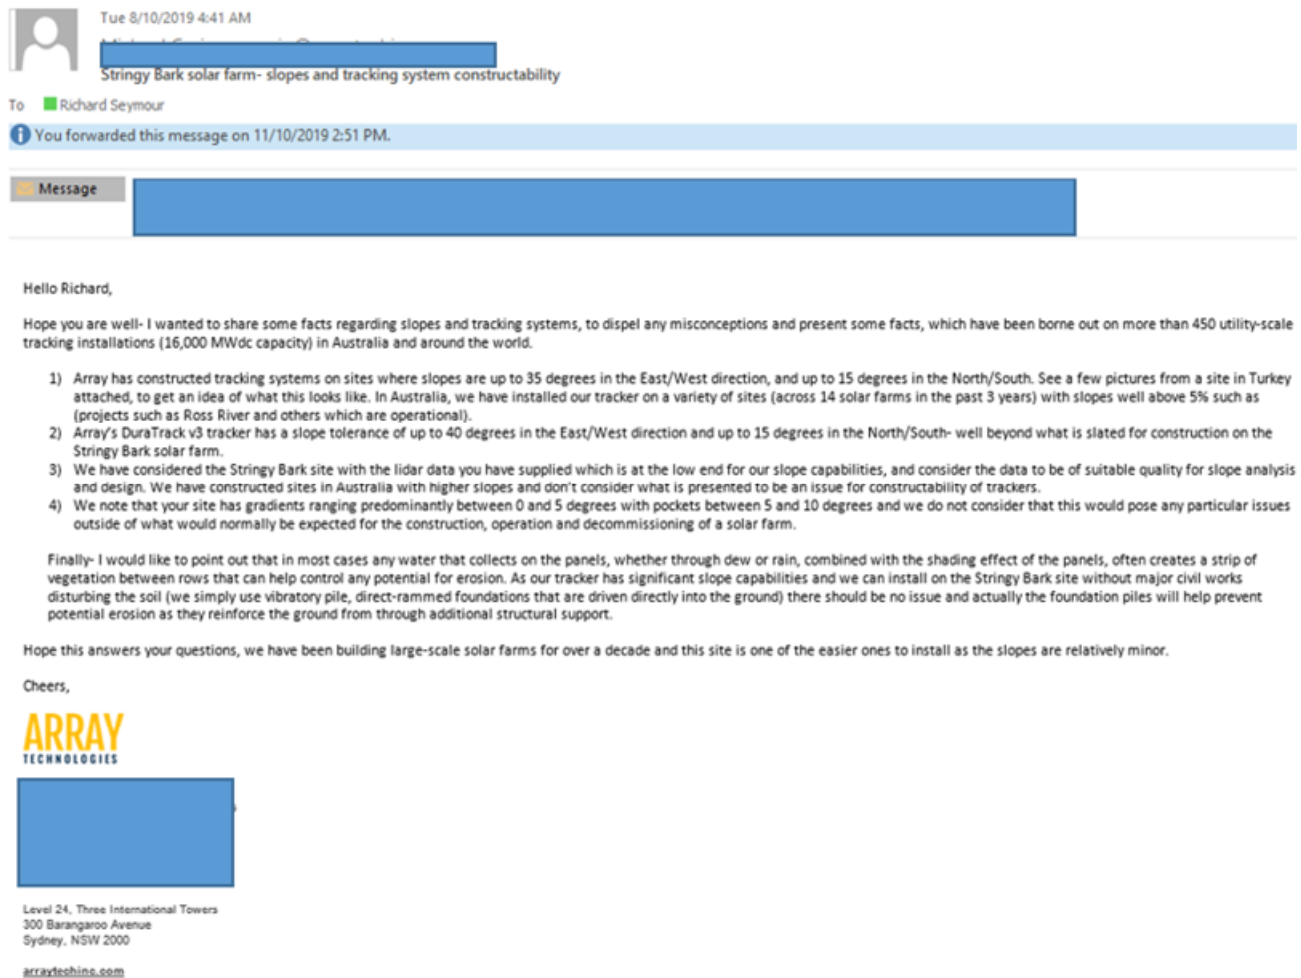 Tue 8/10/2019 4:41 AM
Stringy Bark solar farm- slopes and tracking system constructability
To Richard Seymour
You forwarded this message on 11/10/2019 2:51 PM.
Message
Hello Richard,
Hope you are well- I wanted to share some facts regarding slopes and tracking systems, to dispel any misconceptions and present some facts, which have been borne out on more than 450 utility-scale
tracking installations (16,000 MWdc capacity) in Australia and around the world.
1) Array has constructed tracking systems on sites where slopes are up to 35 degrees in the East/West direction, and up to 15 degrees in the North/South. See a few pictures from a site in Turkey
attached, to get an idea of what this looks like. In Australia, we have installed our tracker on a variety of sites (across 14 solar farms in the past 3 years) with slopes well above 5% such as
(projects such as Ross River and others which are operational).
2) Array's DuraTrack v3 tracker has a slope tolerance of up to 40 degrees in the East/West direction and up to 15 degrees in the North/South- well beyond what is slated for construction on the
Stringy Bark solar farm.
3) We have considered the Stringy Bark site with the lidar data you have supplied which is at the low end for our slope capabilities, and consider the data to be of suitable quality for slope analysis
and design. We have constructed sites in Australia with higher slopes and don't consider what is presented to be an issue for constructability of trackers.
4) We note that your site has gradients ranging predominantly between 0 and 5 degrees with pockets between 5 and 10 degrees and we do not consider that this would pose any particular issues
outside of what would normally be expected for the construction, operation and decommissioning of a solar farm.
Finally- I would like to point out that in most cases any water that collects on the panels, whether through dew or rain, combined with the shading effect of the panels, often creates a strip of
vegetation between rows that can help control any potential for erosion. As our tracker has significant slope capabilities and we can install on the Stringy Bark site without major civil works
disturbing the soil (we simply use vibratory pile, direct-rammed foundations that are driven directly into the ground) there should be no issue and actually the foundation piles will help prevent
potential erosion as they reinforce the ground from through additional structural support.
Hope this answers your questions, we have been building large-scale solar farms for over a decade and this site is one of the easier ones to install as the slopes are relatively minor.
Cheers,
ARRAY
TECHNOLOGIES
Level 24, Three International Towers
300 Barangaroo Avenue
Sydney, NSW 2000
arraytechinc.com